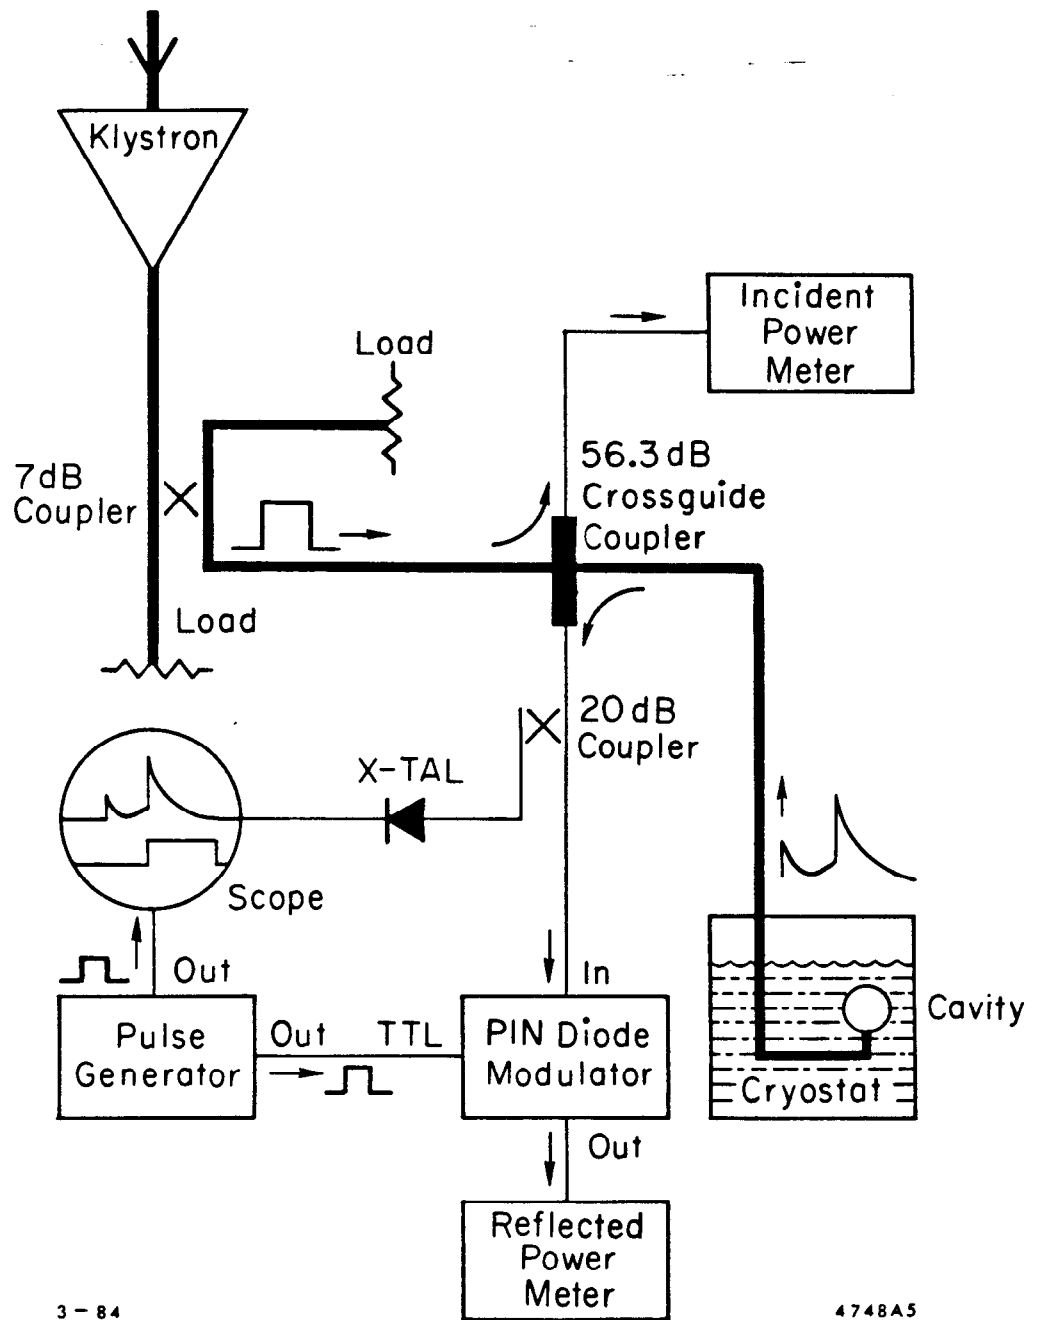 Klystron
Incident
Power
Meter
Load
7dB
Coupler
56.3dB
Crossguide
Coupler
Load
20dB
Coupler
X-TAL
Scope
Out
In
Pulse
Generator
Out TTL
PIN Diode
Modulator
Cavity
Cryostat
Out
Reflected
Power
Meter
3-84
4748A5